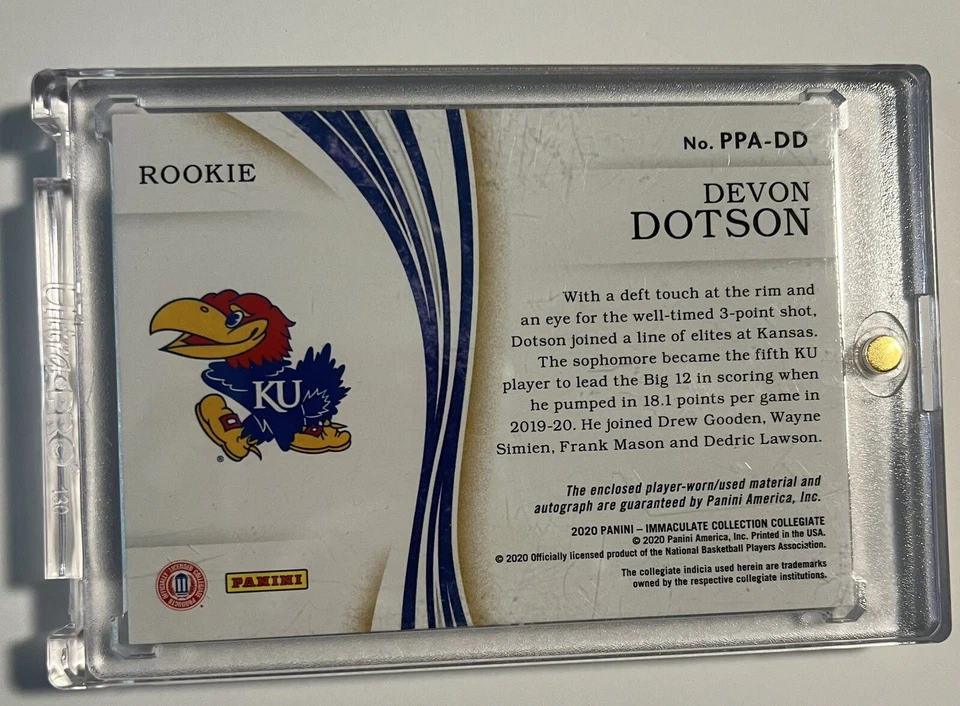 No. PPA-DD
ROOKIE
DEVON
DOTSON
With a deft touch at the rim and
an eye for the well-timed 3-point shot,
Dotson joined a line of elites at Kansas.
The sophomore became the fifth KU
player to lead the Big 12 in scoring when
he pumped in 18.1 points per game in
2019-20. He joined Drew Gooden, Wayne
Simien, Frank Mason and Dedric Lawson.
KU
®
The enclosed player-worn/used material and
autograph are guaranteed by Panini America, Inc.
2020 PANINI – IMMACULATE COLLECTION COLLEGIATE
© 2020 Panini America, Inc. Printed in the USA.
© 2020 Officially licensed product of the National Basketball Players Association.
The collegiate indicia used herein are trademarks
owned by the respective collegiate institutions.
OFFICIALLY LICENSED COLLEGIATE PRODUCTS
PANINI
130